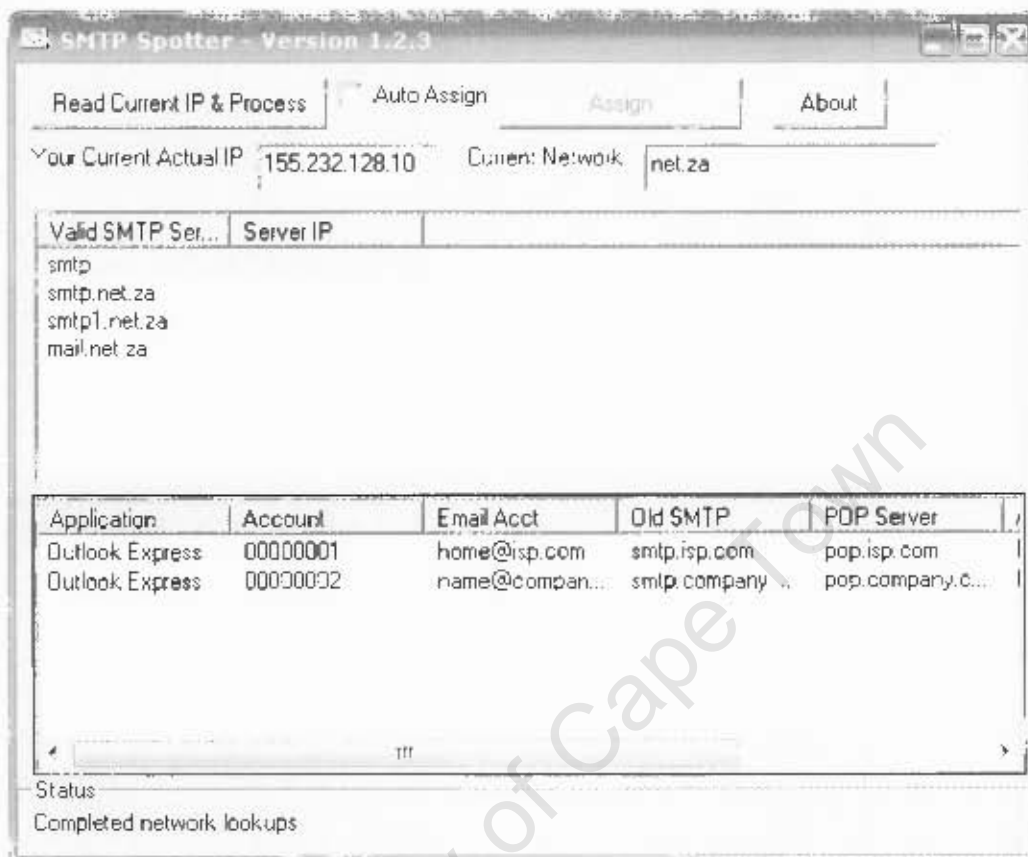 SMTP Spotter - Version 1.2.3
Read Current IP & Process Auto Assign Assign About
Your Current Actual IP 155.232.128.10 Current Network net.za
Valid SMTP Ser... Server IP
smtp
smtp.net.za
smtp1.net.za
mail.net.za
Application Account Email Acct Old SMTP POP Server
Outlook Express 00000001 home@isp.com smtp.isp.com pop.isp.com
Outlook Express 00000002 name@compan... smtp.company... pop.company.c...
Status
Completed network lookups
of Cape Town